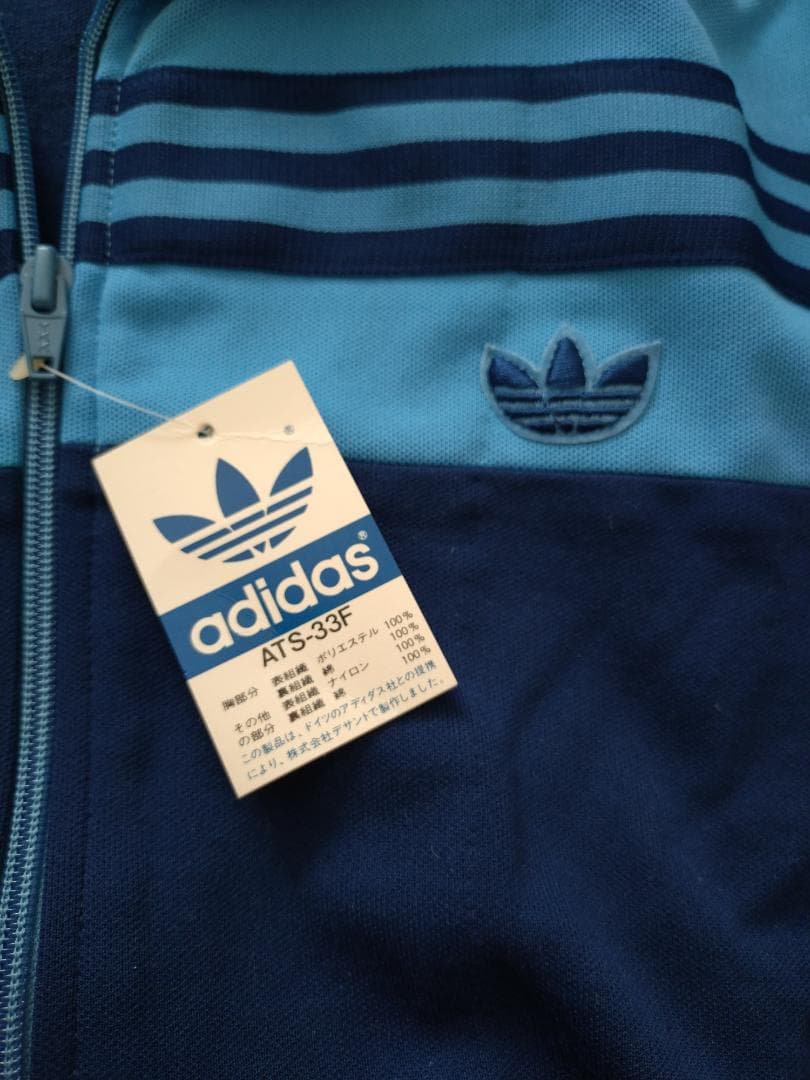 ®
adidas®
ATS-33F
胸部分 表組織 ポリエステル 100%
裏組織 綿 100%
その他 表組織 ナイロン 100%
の部分 裏組織 綿 100%
この製品は、ドイツのアディダス社との提携
により、株式会社デサントで製作しました。